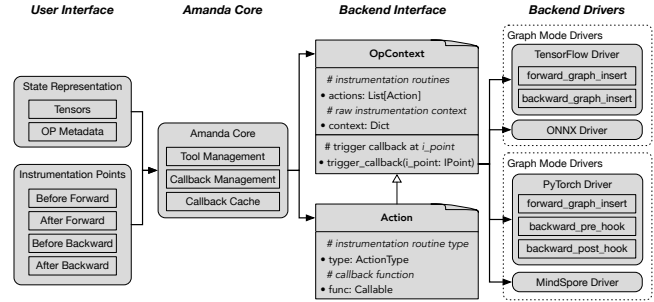 User Interface
Amanda Core
Backend Interface
Backend Drivers
State Representation
Tensors
OP Metadata
Instrumentation Points
Before Forward
After Forward
Before Backward
After Backward
Amanda Core
Tool Management
Callback Management
Callback Cache
OpContext
# instrumentation routines
• actions: List[Action]
# raw instrumentation context
• context: Dict
# trigger callback at i_point
• trigger_callback(i_point: IPoint)
Action
# instrumentation routine type
• type: ActionType
# callback function
• func: Callable
Graph Mode Drivers
TensorFlow Driver
forward_graph_insert
backward_graph_insert
ONNX Driver
Graph Mode Drivers
PyTorch Driver
forward_graph_insert
backward_pre_hook
backward_post_hook
MindSpore Driver